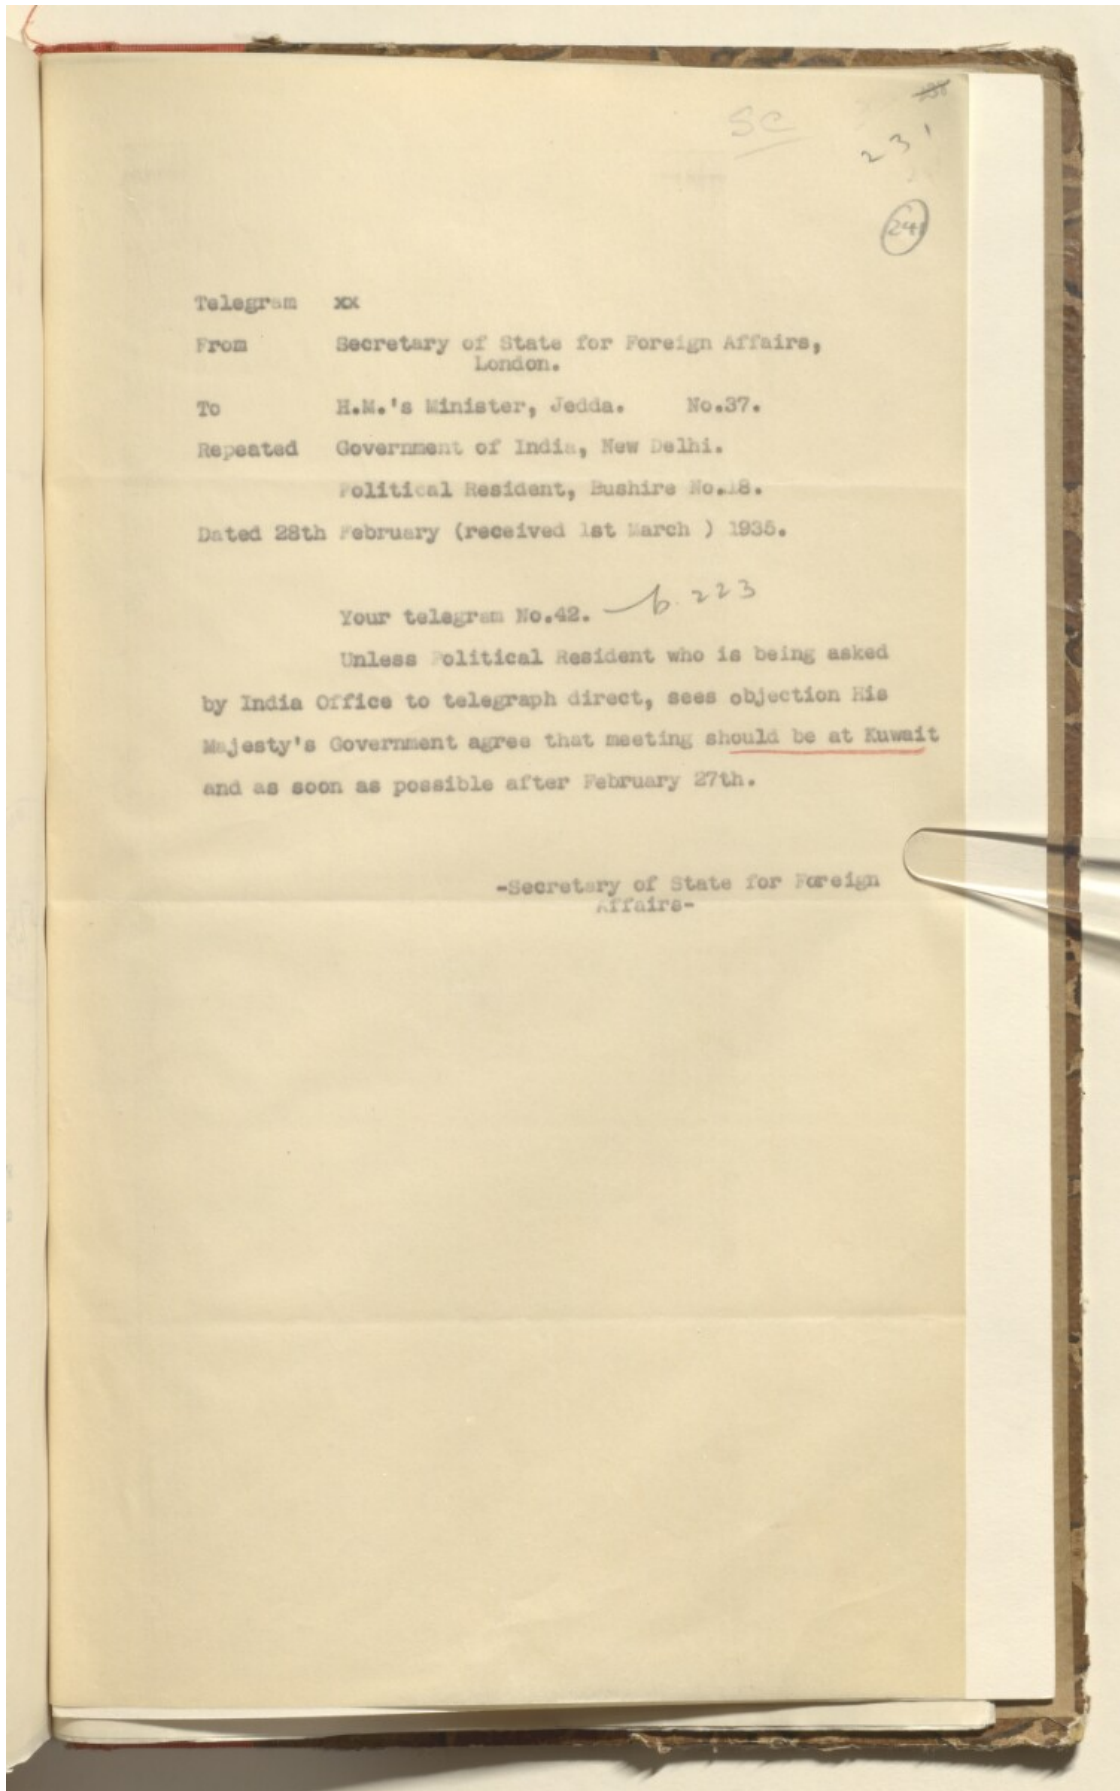 SC
231
Telegram xx
From Secretary of State for Foreign Affairs,
London.
To H.M.'s Minister, Jedda. No.37.
Repeated Government of India, New Delhi.
Political Resident, Bushire No.18.
Dated 28th February (received 1st March ) 1935.
Your telegram No.42. — p. 223
Unless Political Resident who is being asked
by India Office to telegraph direct, sees objection His
Majesty's Government agree that meeting should be at Kuwait
and as soon as possible after February 27th.
-Secretary of State for Foreign
Affairs-